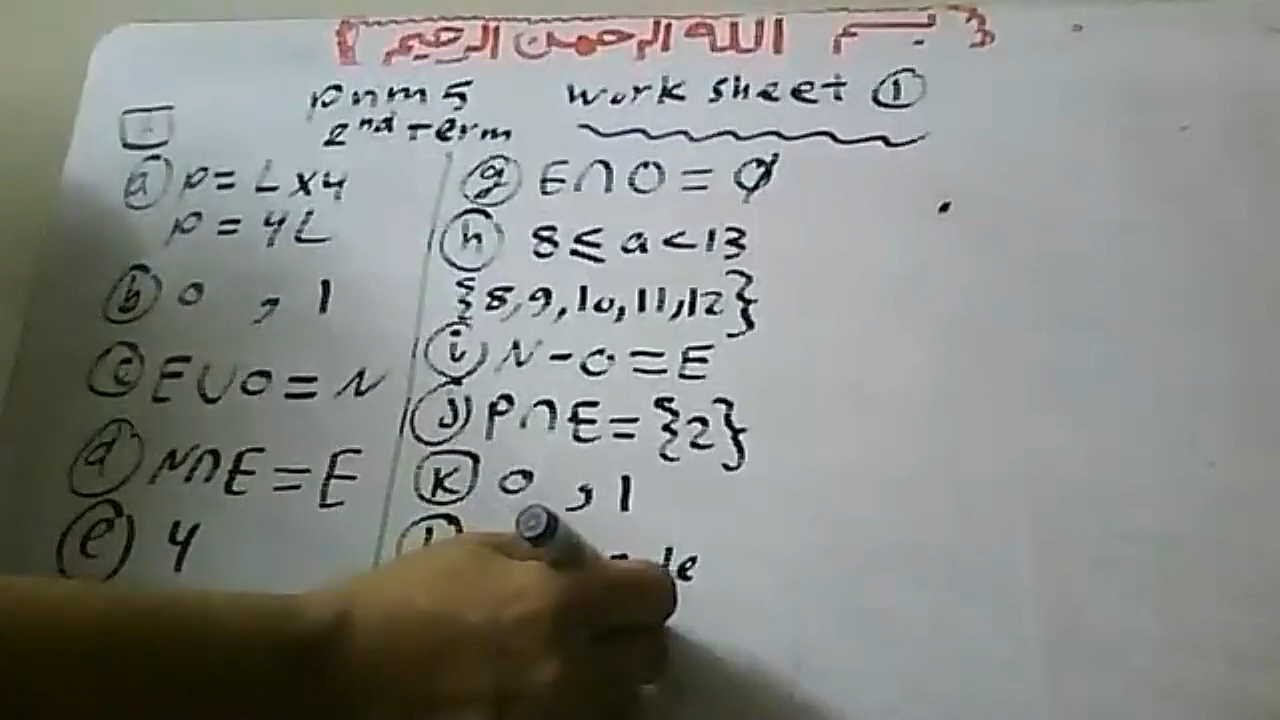 بسم الله الرحمن الرحيم
pnm5 work sheet ①
2nd term
1
ⓐ P = L × 4
P = 4L
ⓑ 0 , 1
ⓒ E ∪ O = N
ⓓ N ∩ E = E
ⓔ 4
ⓖ E ∩ O = Ø
ⓗ 8 ≤ a < 13
{8, 9, 10, 11, 12}
ⓘ N - O = E
ⓙ P ∩ E = {2}
ⓚ 0 , 1